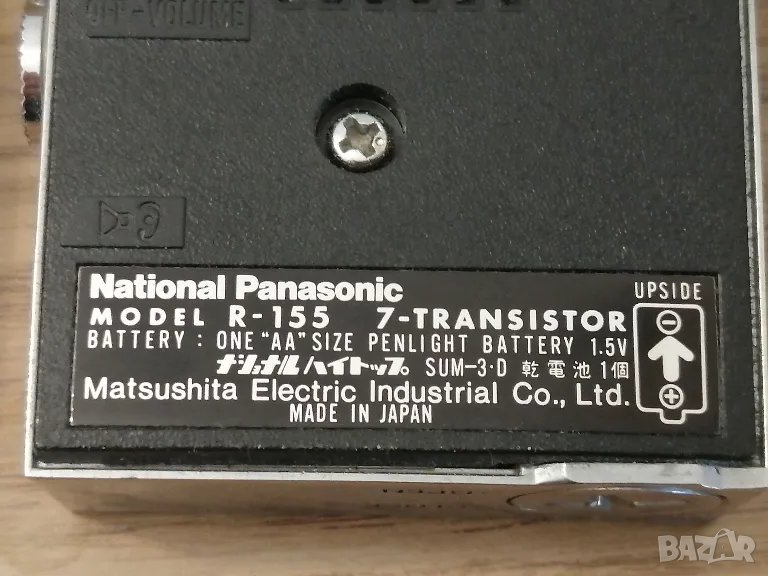 OFF-VOLUME
National Panasonic
MODEL R-155 7-TRANSISTOR
BATTERY : ONE "AA" SIZE PENLIGHT BATTERY 1.5V
ナショナル ハイトップ SUM-3·D 乾電池1個
Matsushita Electric Industrial Co., Ltd.
MADE IN JAPAN
UPSIDE
OPEN
BAZAR